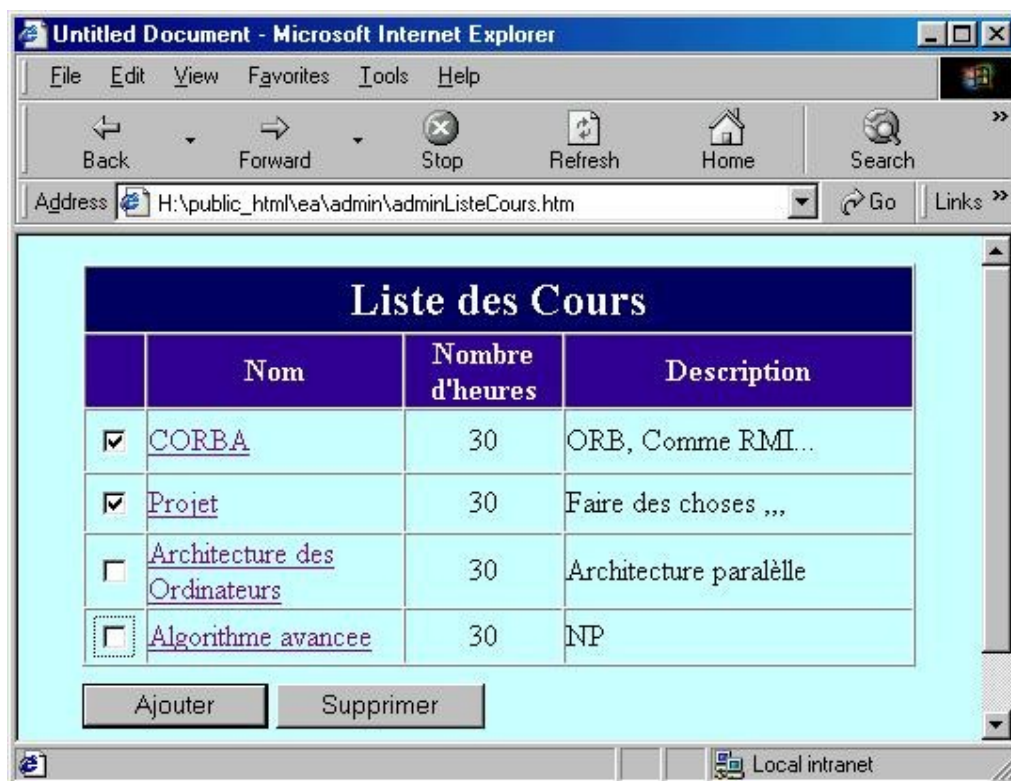 Untitled Document - Microsoft Internet Explorer
File Edit View Favorites Tools Help
Back Forward Stop Refresh Home Search »
Address H:\public_html\ea\admin\adminListeCours.htm Go Links »
Liste des Cours
Nom Nombre d'heures Description
CORBA 30 ORB, Comme RMI...
Projet 30 Faire des choses ,,,
Architecture des
Ordinateurs 30 Architecture paralèlle
Algorithme avancee 30 NP
Ajouter Supprimer
Local intranet